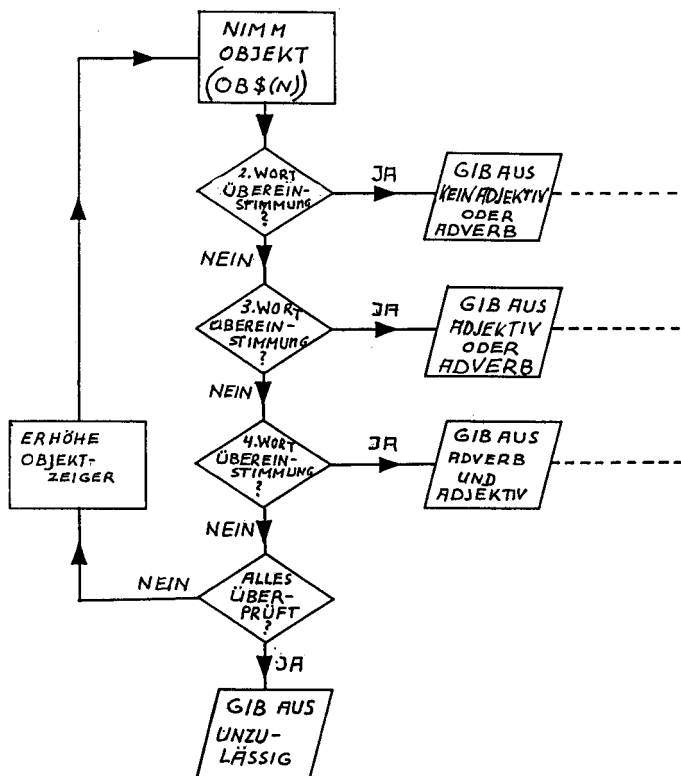 NIMM
OBJEKT
(OB$(N))
2. WORT
ÜBEREIN-
STIMMUNG
?
JA
GIB AUS
KEIN ADJEKTIV
ODER
ADVERB
NEIN
3. WORT
ÜBEREIN-
STIMMUNG
?
JA
GIB AUS
ADJEKTIV
ODER
ADVERB
NEIN
ERHÖHE
OBJEKT-
ZEIGER
4. WORT
ÜBEREIN-
STIMMUNG
?
JA
GIB AUS
ADVERB
UND
ADJEKTIV
NEIN
NEIN
ALLES
ÜBER-
PRÜFT
?
JA
GIB AUS
UNZU-
LÄSSIG